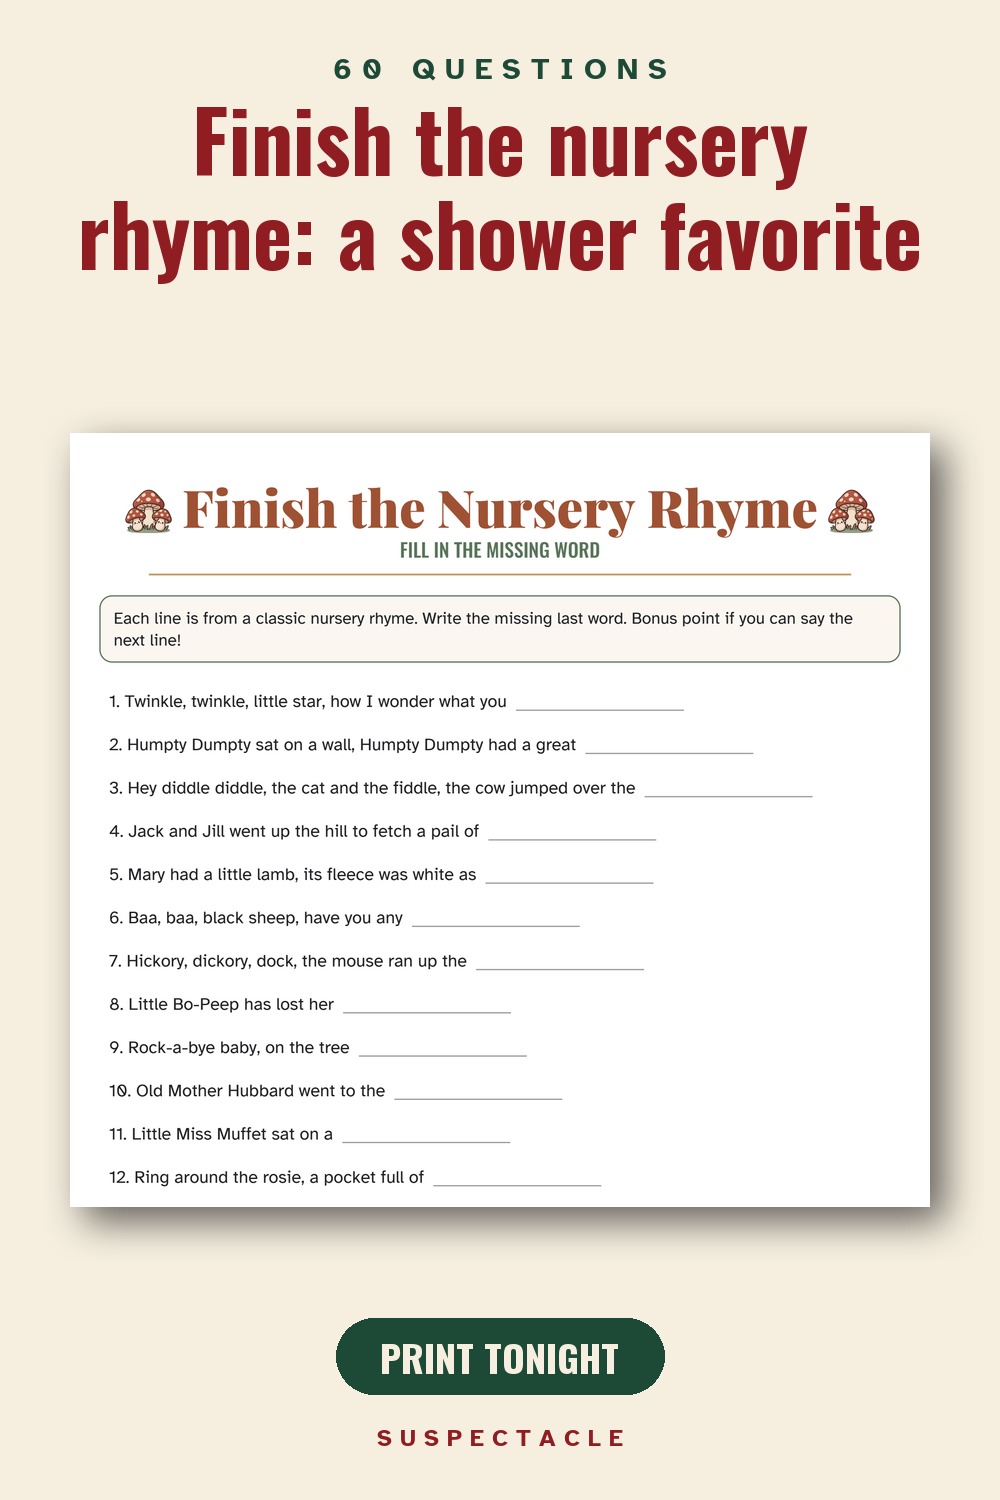 60 QUESTIONS
Finish the nursery
rhyme: a shower favorite
Finish the Nursery Rhyme
FILL IN THE MISSING WORD
Each line is from a classic nursery rhyme. Write the missing last word. Bonus point if you can say the
next line!
1. Twinkle, twinkle, little star, how I wonder what you
2. Humpty Dumpty sat on a wall, Humpty Dumpty had a great
3. Hey diddle diddle, the cat and the fiddle, the cow jumped over the
4. Jack and Jill went up the hill to fetch a pail of
5. Mary had a little lamb, its fleece was white as
6. Baa, baa, black sheep, have you any
7. Hickory, dickory, dock, the mouse ran up the
8. Little Bo-Peep has lost her
9. Rock-a-bye baby, on the tree
10. Old Mother Hubbard went to the
11. Little Miss Muffet sat on a
12. Ring around the rosie, a pocket full of
PRINT TONIGHT
SUSPECTACLE